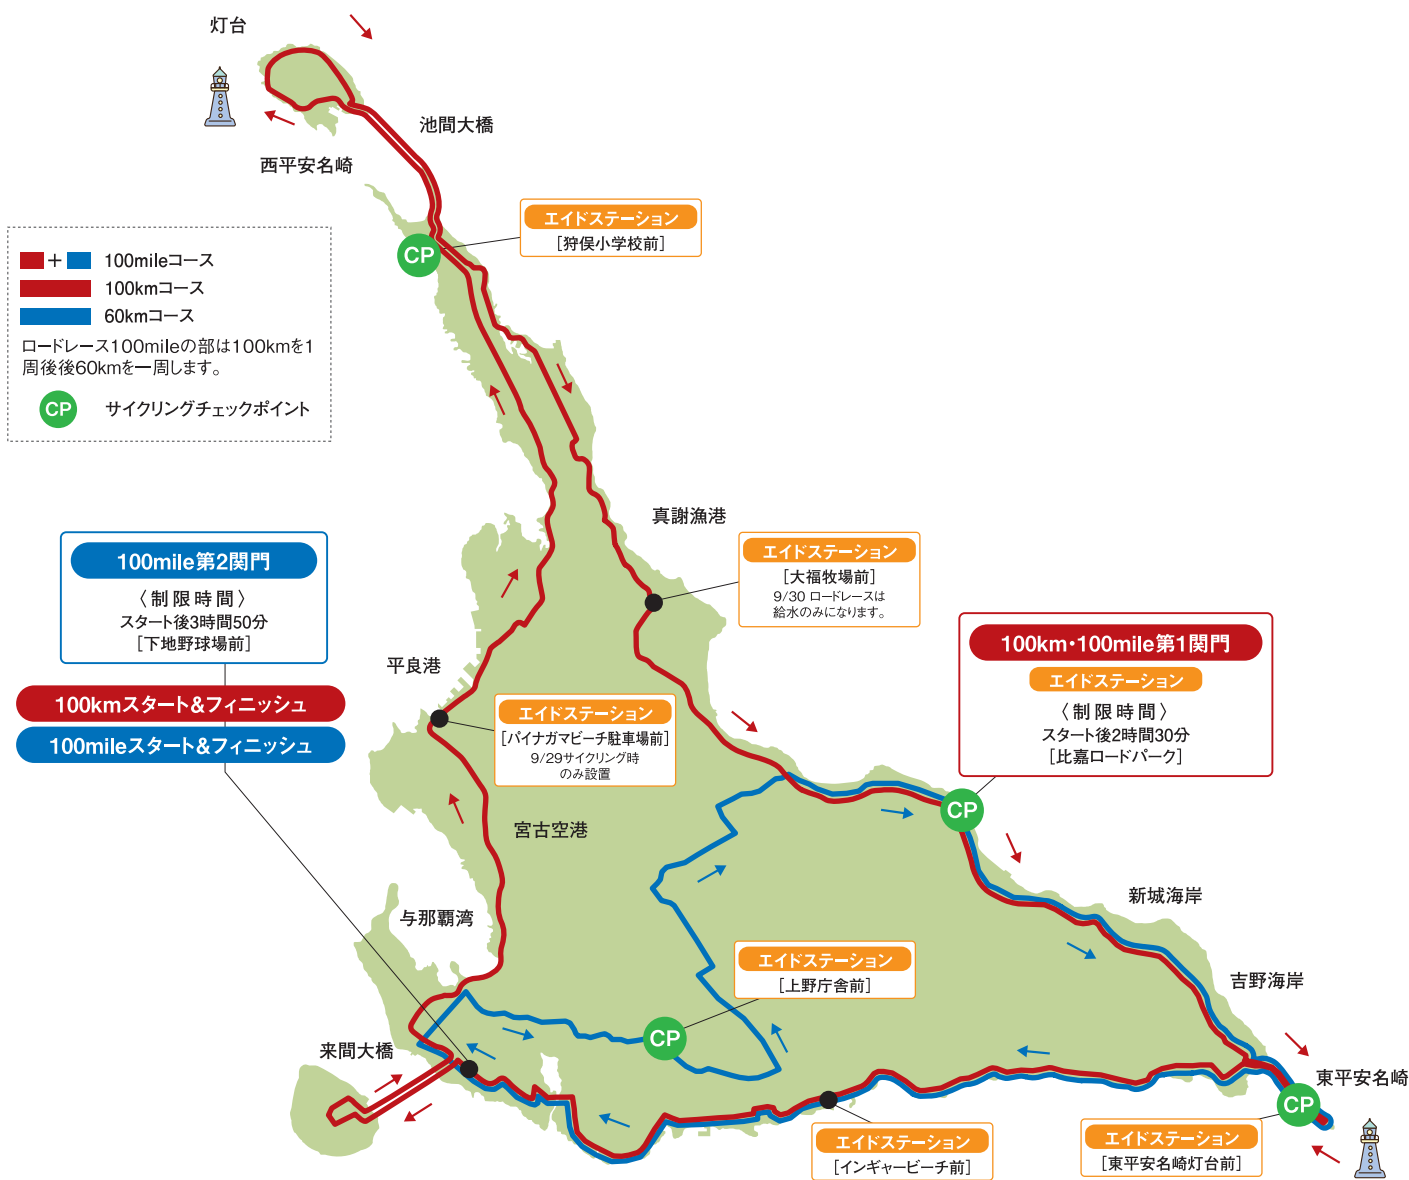 灯台
池間大橋
西平安名崎
エイドステーション
[狩俣小学校前]
CP
+ 100mileコース
100kmコース
60kmコース
ロードレース100mileの部は100kmを1
周後後60kmを一周します。
CP サイクリングチェックポイント
真謝漁港
エイドステーション
[大福牧場前]
9/30 ロードレースは
給水のみになります。
100mile第2関門
〈制限時間〉
スタート後3時間50分
[下地野球場前]
100kmスタート&フィニッシュ
100mileスタート&フィニッシュ
平良港
エイドステーション
[パイナガマビーチ駐車場前]
9/29サイクリング時
のみ設置
100km・100mile第1関門
エイドステーション
〈制限時間〉
スタート後2時間30分
[比嘉ロードパーク]
CP
宮古空港
与那覇湾
新城海岸
エイドステーション
[上野庁舎前]
CP
吉野海岸
来間大橋
東平安名崎
CP
エイドステーション
[インギャービーチ前]
エイドステーション
[東平安名崎灯台前]